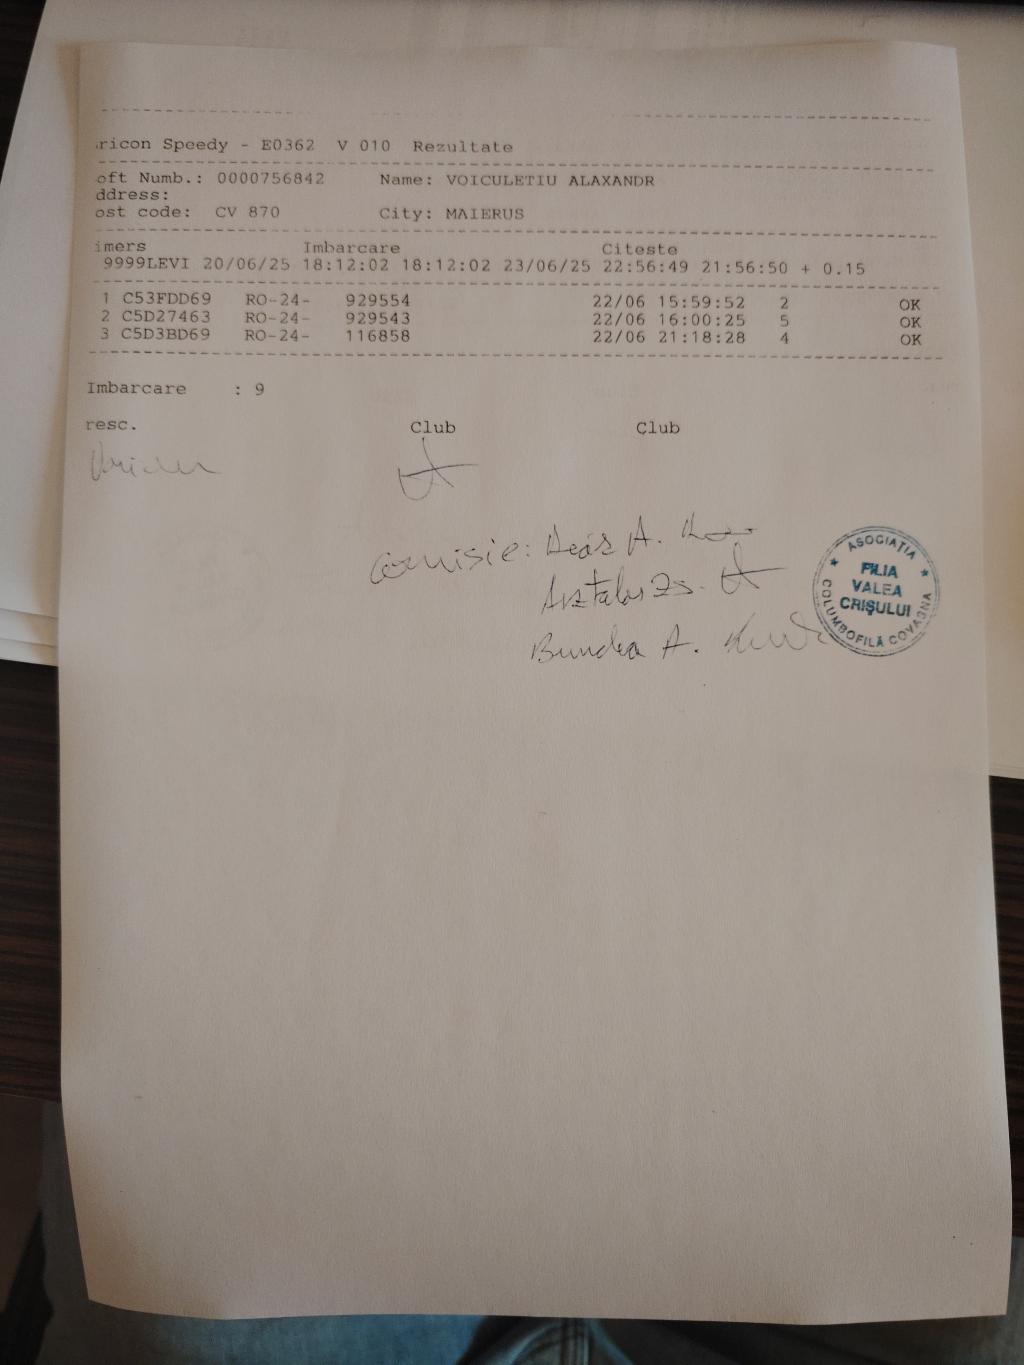 ricon Speedy - E0362 V 010 Rezultate
oft Numb.: 0000756842 Name: VOICULETIU ALAXANDR
ddress:
ost code: CV 870 City: MAIERUS
imers Imbarcare Citeste
9999LEVI 20/06/25 18:12:02 18:12:02 23/06/25 22:56:49 21:56:50 + 0.15
1 C53FDD69 RO-24- 929554 22/06 15:59:52 2 OK
2 C5D27463 RO-24- 929543 22/06 16:00:25 5 OK
3 C5D3BD69 RO-24- 116858 22/06 21:18:28 4 OK
Imbarcare : 9
resc. Club Club
Comisie: Deás A.
Asztalos Zs.
Bundea A.
ASOCIAȚIA
FILIA
VALEA
CRIȘULUI
COLUMBOFILĂ COVASNA